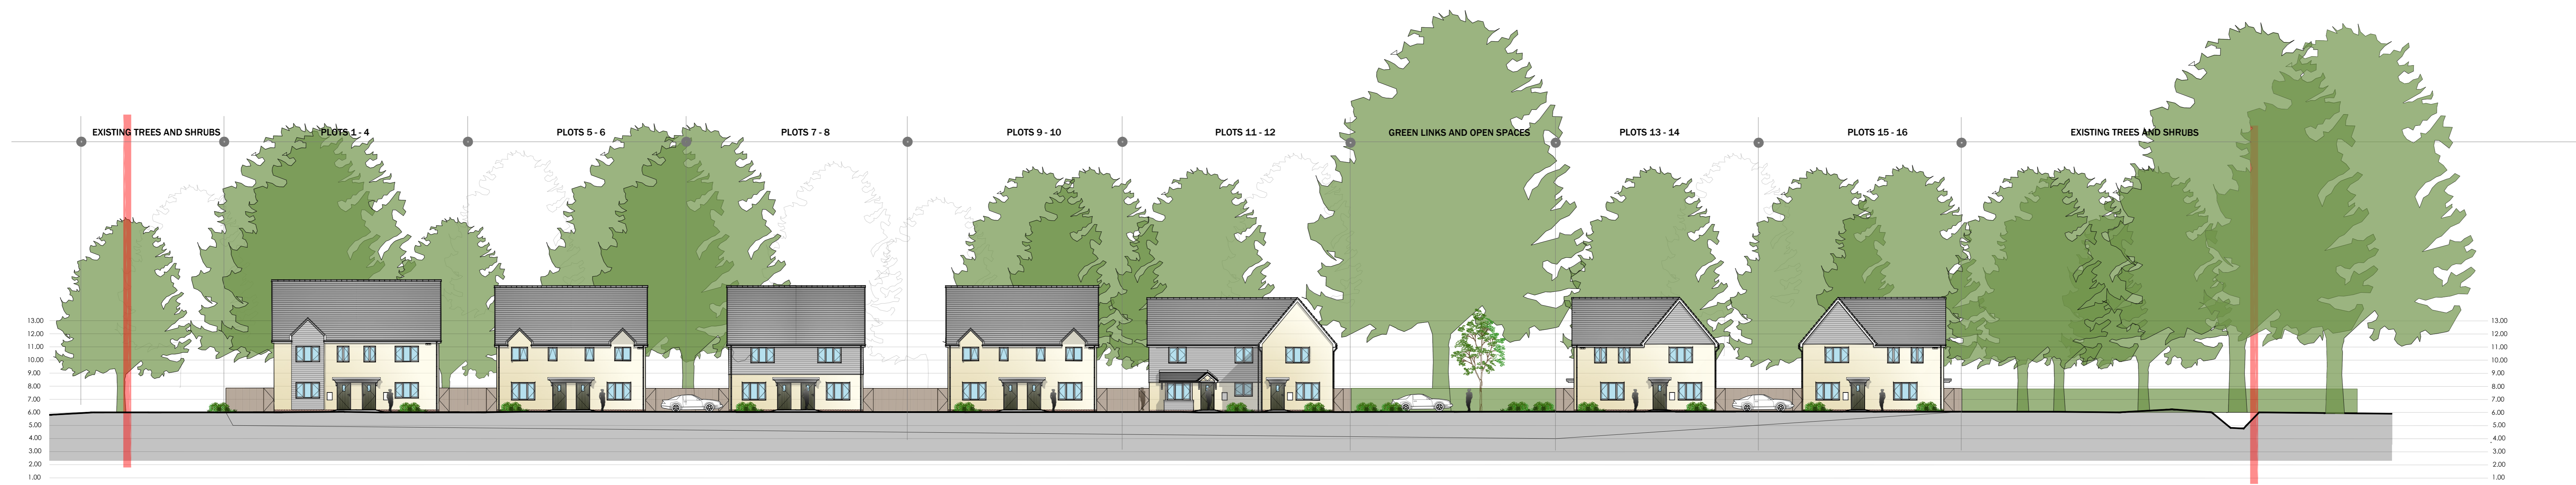 EXISTING TREES AND SHRUBS
PLOTS 1 - 4
PLOTS 5 - 6
PLOTS 7 - 8
PLOTS 9 - 10
PLOTS 11 - 12
GREEN LINKS AND OPEN SPACES
PLOTS 13 - 14
PLOTS 15 - 16
EXISTING TREES AND SHRUBS
13.00
12.00
11.00
10.00
9.00
8.00
7.00
6.00
5.00
4.00
3.00
2.00
1.00
13.00
12.00
11.00
10.00
9.00
8.00
7.00
6.00
5.00
4.00
3.00
2.00
1.00